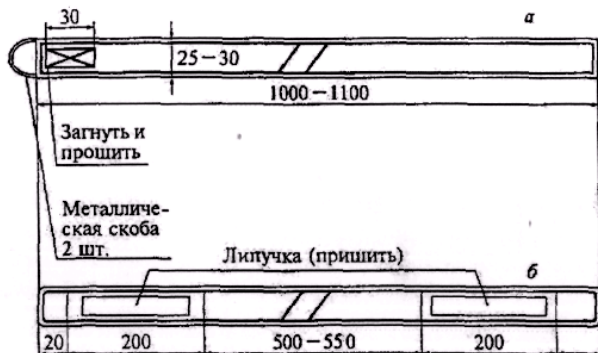 30
а
25−30
1000−1100
Загнуть и
прошить
Металличе-
ская скоба
2 шт.
Липучка (пришить)
б
20
200
500−550
200